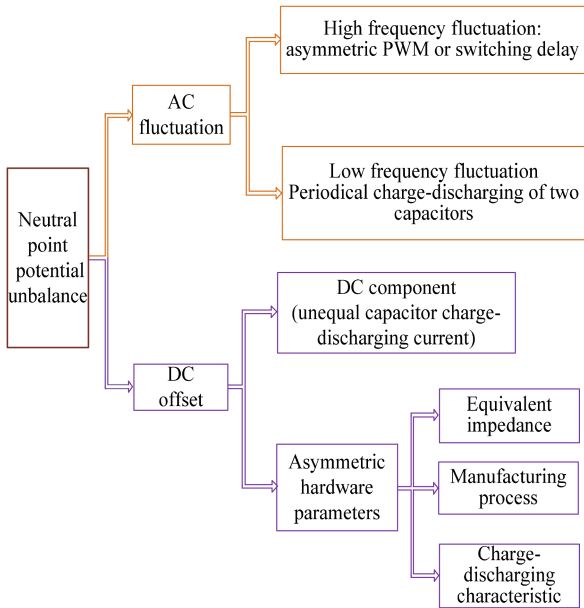 High frequency fluctuation:
asymmetric PWM or switching delay
AC
fluctuation
Low frequency fluctuation
Periodical charge-discharging of two
capacitors
Neutral
point
potential
unbalance
DC component
(unequal capacitor charge-
discharging current)
DC
offset
Asymmetric
hardware
parameters
Equivalent
impedance
Manufacturing
process
Charge-
discharging
characteristic